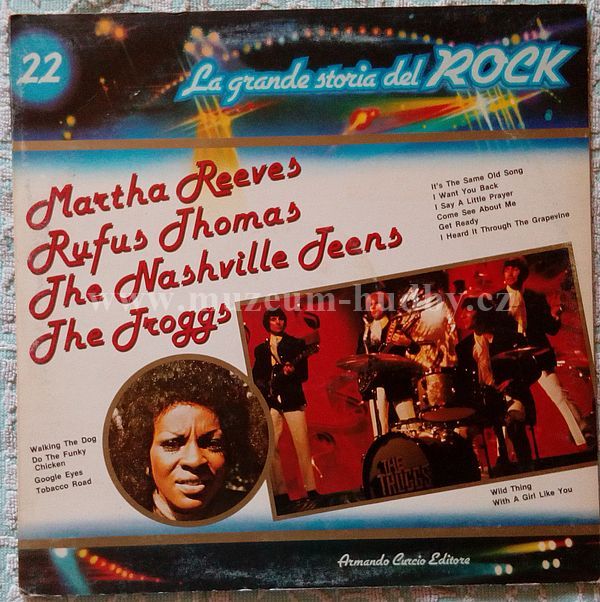 22
La grande storia del ROCK
Martha Reeves
Rufus Thomas
The Nashville Teens
The Troggs
It's The Same Old Song
I Want You Back
I Say A Little Prayer
Come See About Me
Get Ready
I Heard It Through The Grapevine
www.muzeum-hudby.cz
Walking The Dog
Do The Funky
Chicken
Google Eyes
Tobacco Road
THE
TROGGS
Wild Thing
With A Girl Like You
Armando Curcio Editore